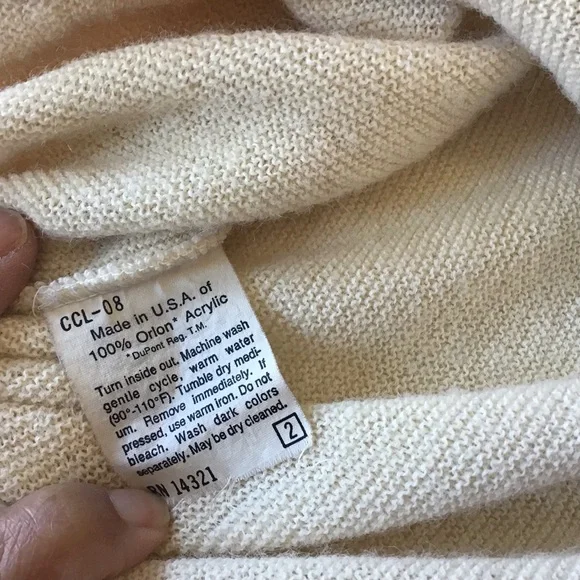 CCL-08
Made in U.S.A. of
100% Orlon* Acrylic
*DuPont Reg. T.M.
Turn inside out. Machine wash
gentle cycle, warm water
(90°-110°F). Tumble dry medi-
um. Remove immediately. If
pressed, use warm iron. Do not
bleach. Wash dark colors
separately. May be dry cleaned.
2
RN 14321